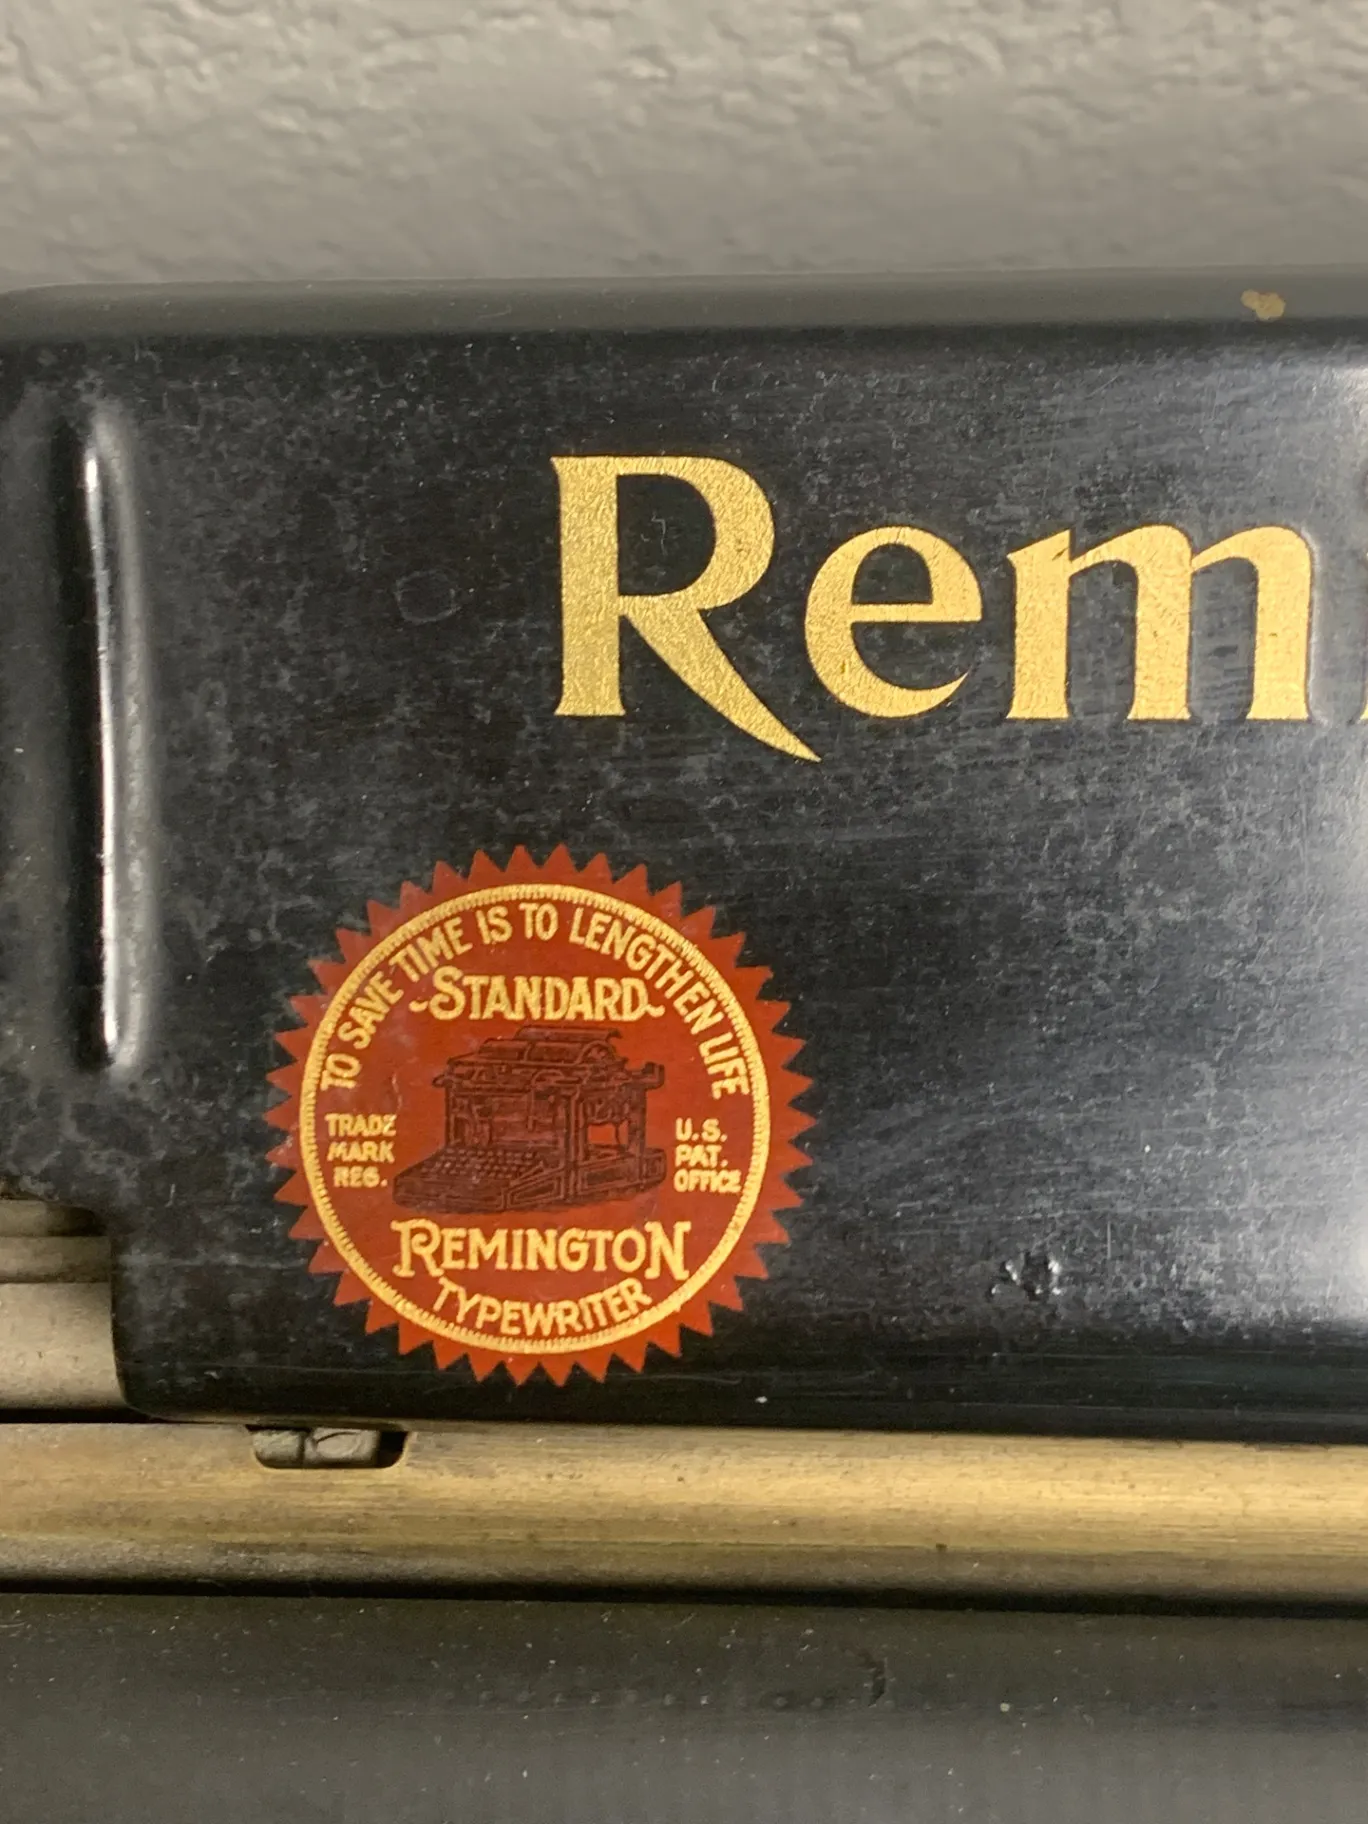 Rem
TO SAVE TIME IS TO LENGTHEN LIFE
STANDARD
TRADE
MARK
REG.
U.S.
PAT.
OFFICE
REMINGTON
TYPEWRITER